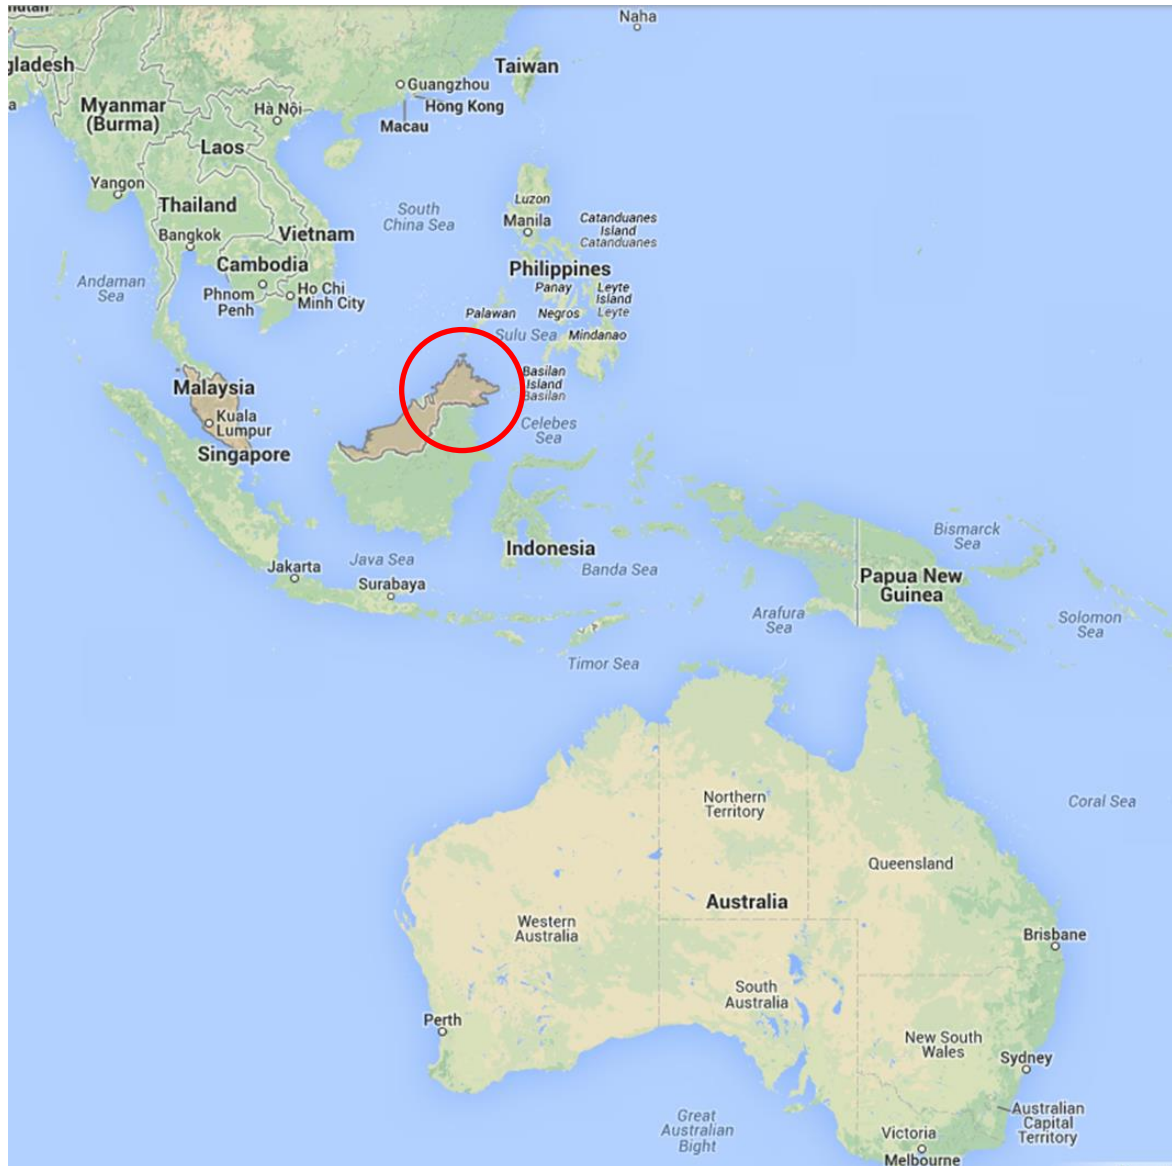 Naha
Taiwan
Guangzhou
Hong Kong
Macau
Myanmar
(Burma)
Hà Nội
Laos
Yangon
Thailand
Bangkok
Vietnam
Cambodia
Phnom
Penh
Ho Chi
Minh City
Andaman
Sea
South
China Sea
Luzon
Manila
Catanduanes
Island
Catanduanes
Philippines
Panay
Leyte
Island
Leyte
Palawan
Negros
Sulu Sea
Mindanao
Basilan
Island
Basilan
Celebes
Sea
Malaysia
Kuala
Lumpur
Singapore
Indonesia
Java Sea
Jakarta
Surabaya
Banda Sea
Bismarck
Sea
Papua New
Guinea
Arafura
Sea
Solomon
Sea
Timor Sea
Coral Sea
Northern
Territory
Queensland
Australia
Western
Australia
Brisbane
South
Australia
Perth
New South
Wales
Sydney
Great
Australian
Bight
Australian
Capital
Territory
Victoria
Melbourne